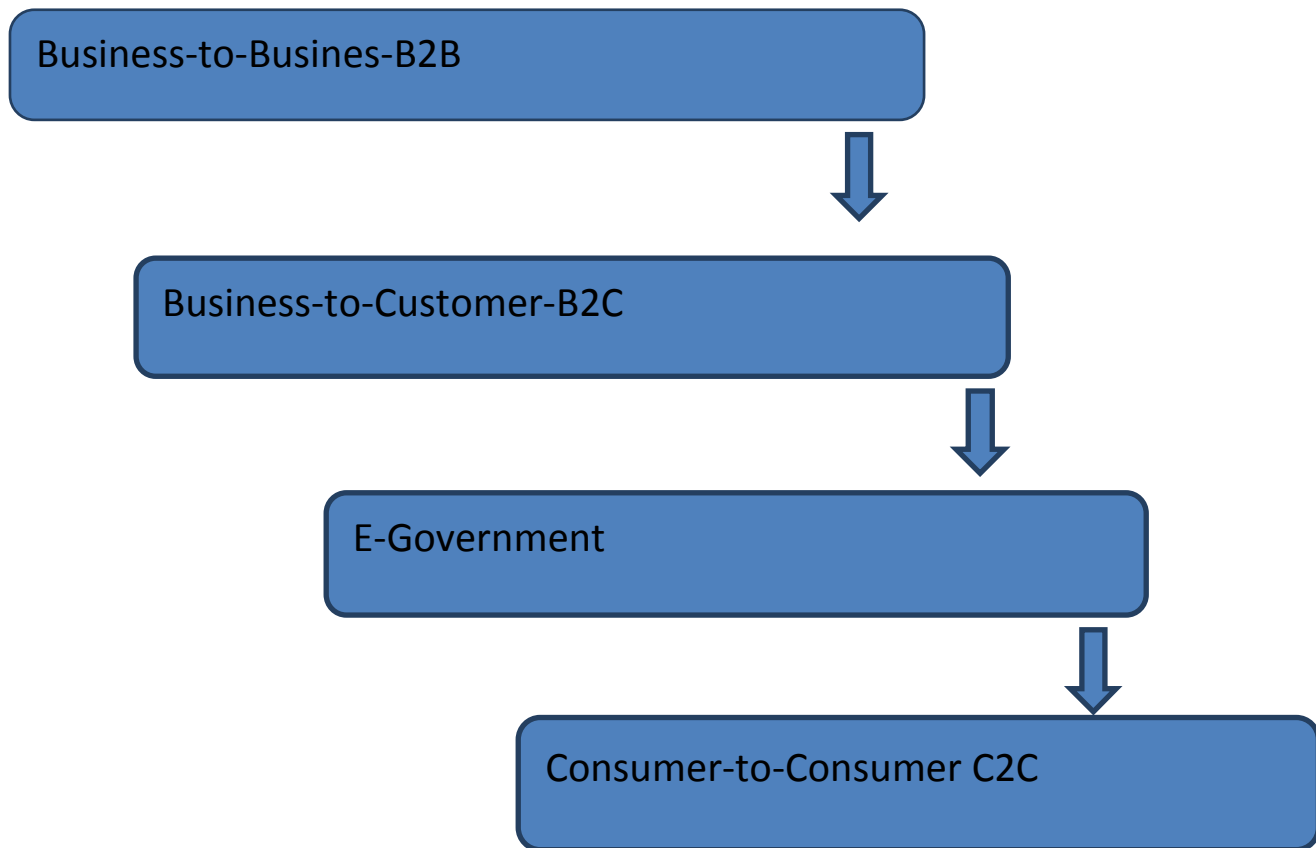 Business-to-Busines-B2B
Business-to-Customer-B2C
E-Government
Consumer-to-Consumer C2C